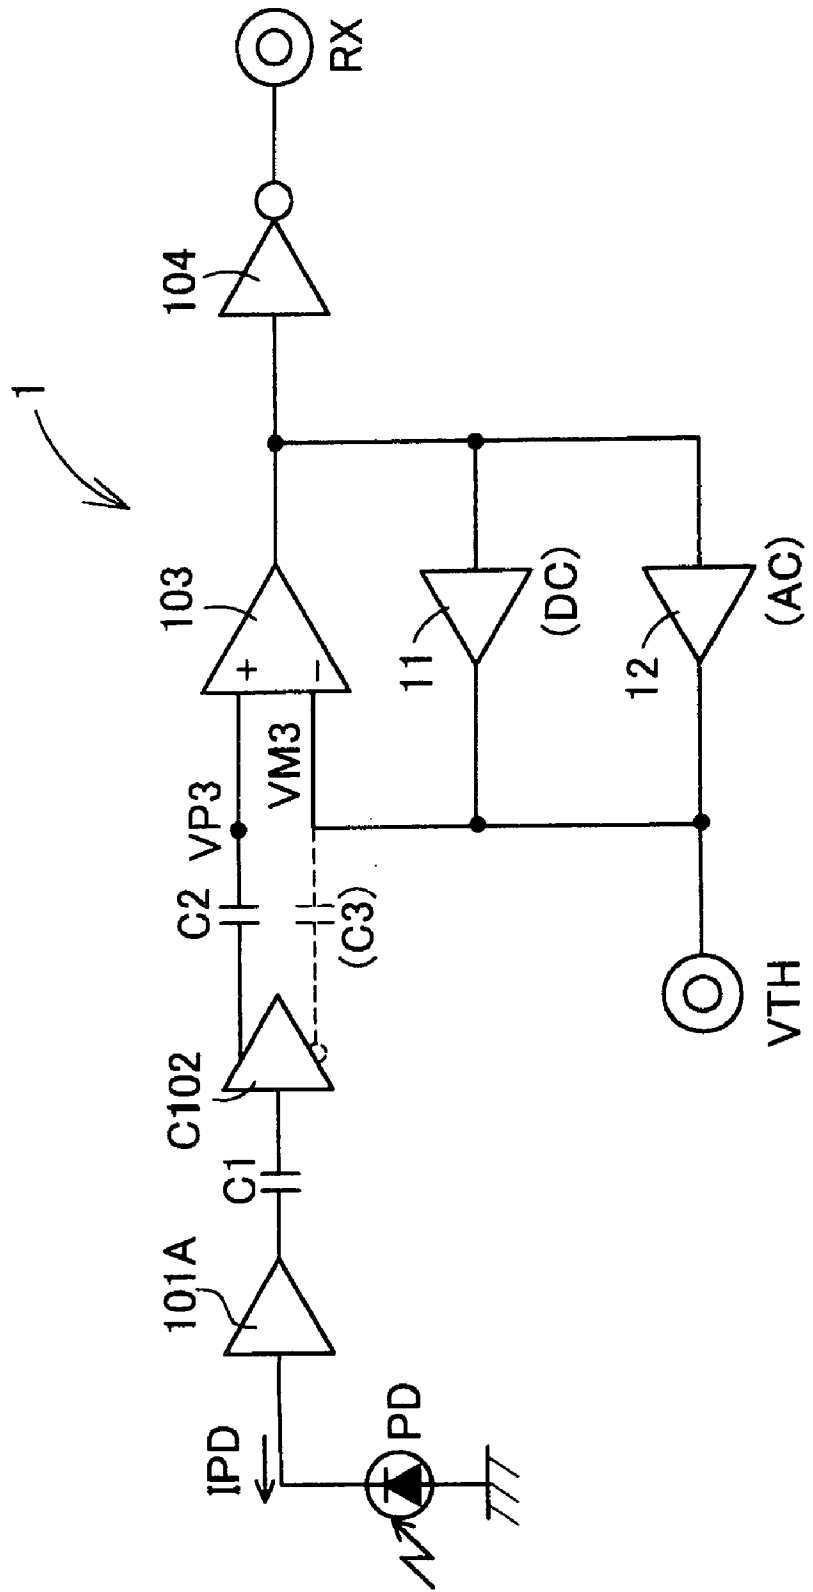 1
IPD
PD
101A
C1
C102
C2
(C3)
VP3
VM3
103
+
−
104
RX
11
(DC)
12
(AC)
VTH